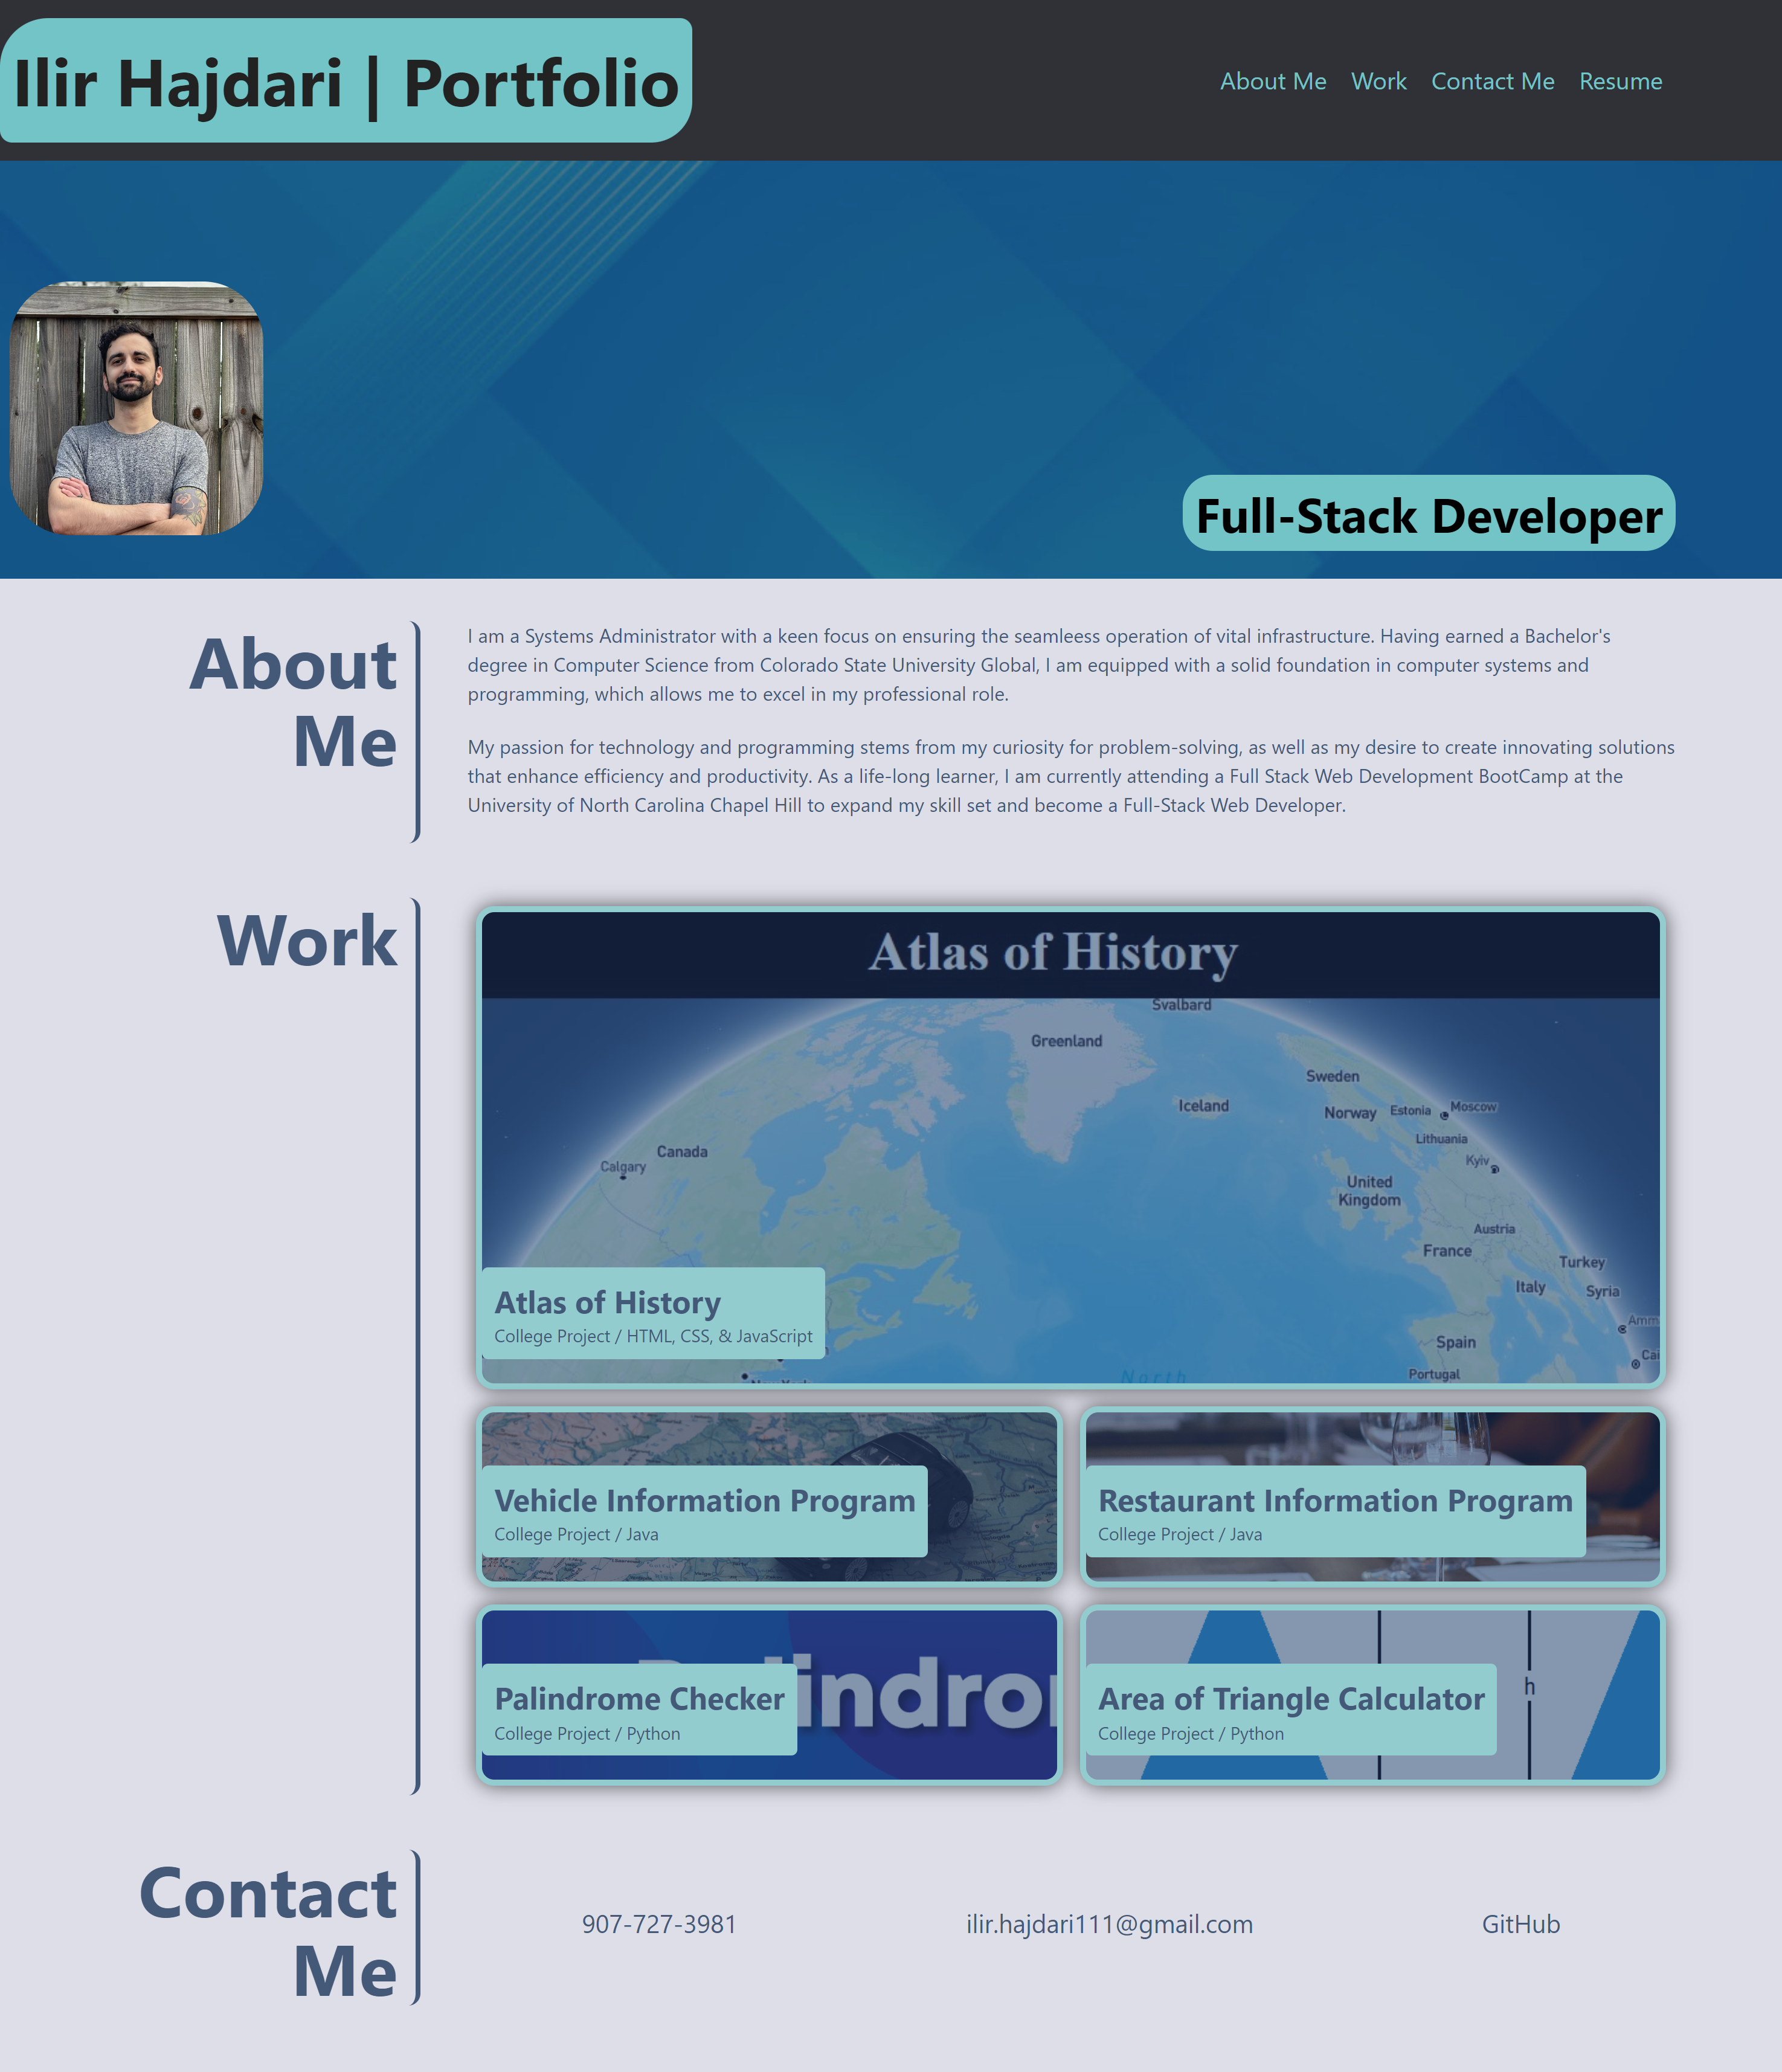 Ilir Hajdari | Portfolio
About Me Work Contact Me Resume
Full-Stack Developer
About
Me
I am a Systems Administrator with a keen focus on ensuring the seamleess operation of vital infrastructure. Having earned a Bachelor's
degree in Computer Science from Colorado State University Global, I am equipped with a solid foundation in computer systems and
programming, which allows me to excel in my professional role.
My passion for technology and programming stems from my curiosity for problem-solving, as well as my desire to create innovating solutions
that enhance efficiency and productivity. As a life-long learner, I am currently attending a Full Stack Web Development BootCamp at the
University of North Carolina Chapel Hill to expand my skill set and become a Full-Stack Web Developer.
Work
Atlas of History
Svalbard
Greenland
Sweden
Iceland
Norway Estonia Moscow
Lithuania
Canada
Calgary
Kyiv
United
Kingdom
Austria
France
Turkey
Italy
Syria
Spain
Portugal
North
Atlas of History
College Project / HTML, CSS, & JavaScript
Vehicle Information Program
College Project / Java
Restaurant Information Program
College Project / Java
Palindrome Checker
College Project / Python
Area of Triangle Calculator
College Project / Python
h
Contact
Me
907-727-3981
ilir.hajdari111@gmail.com
GitHub